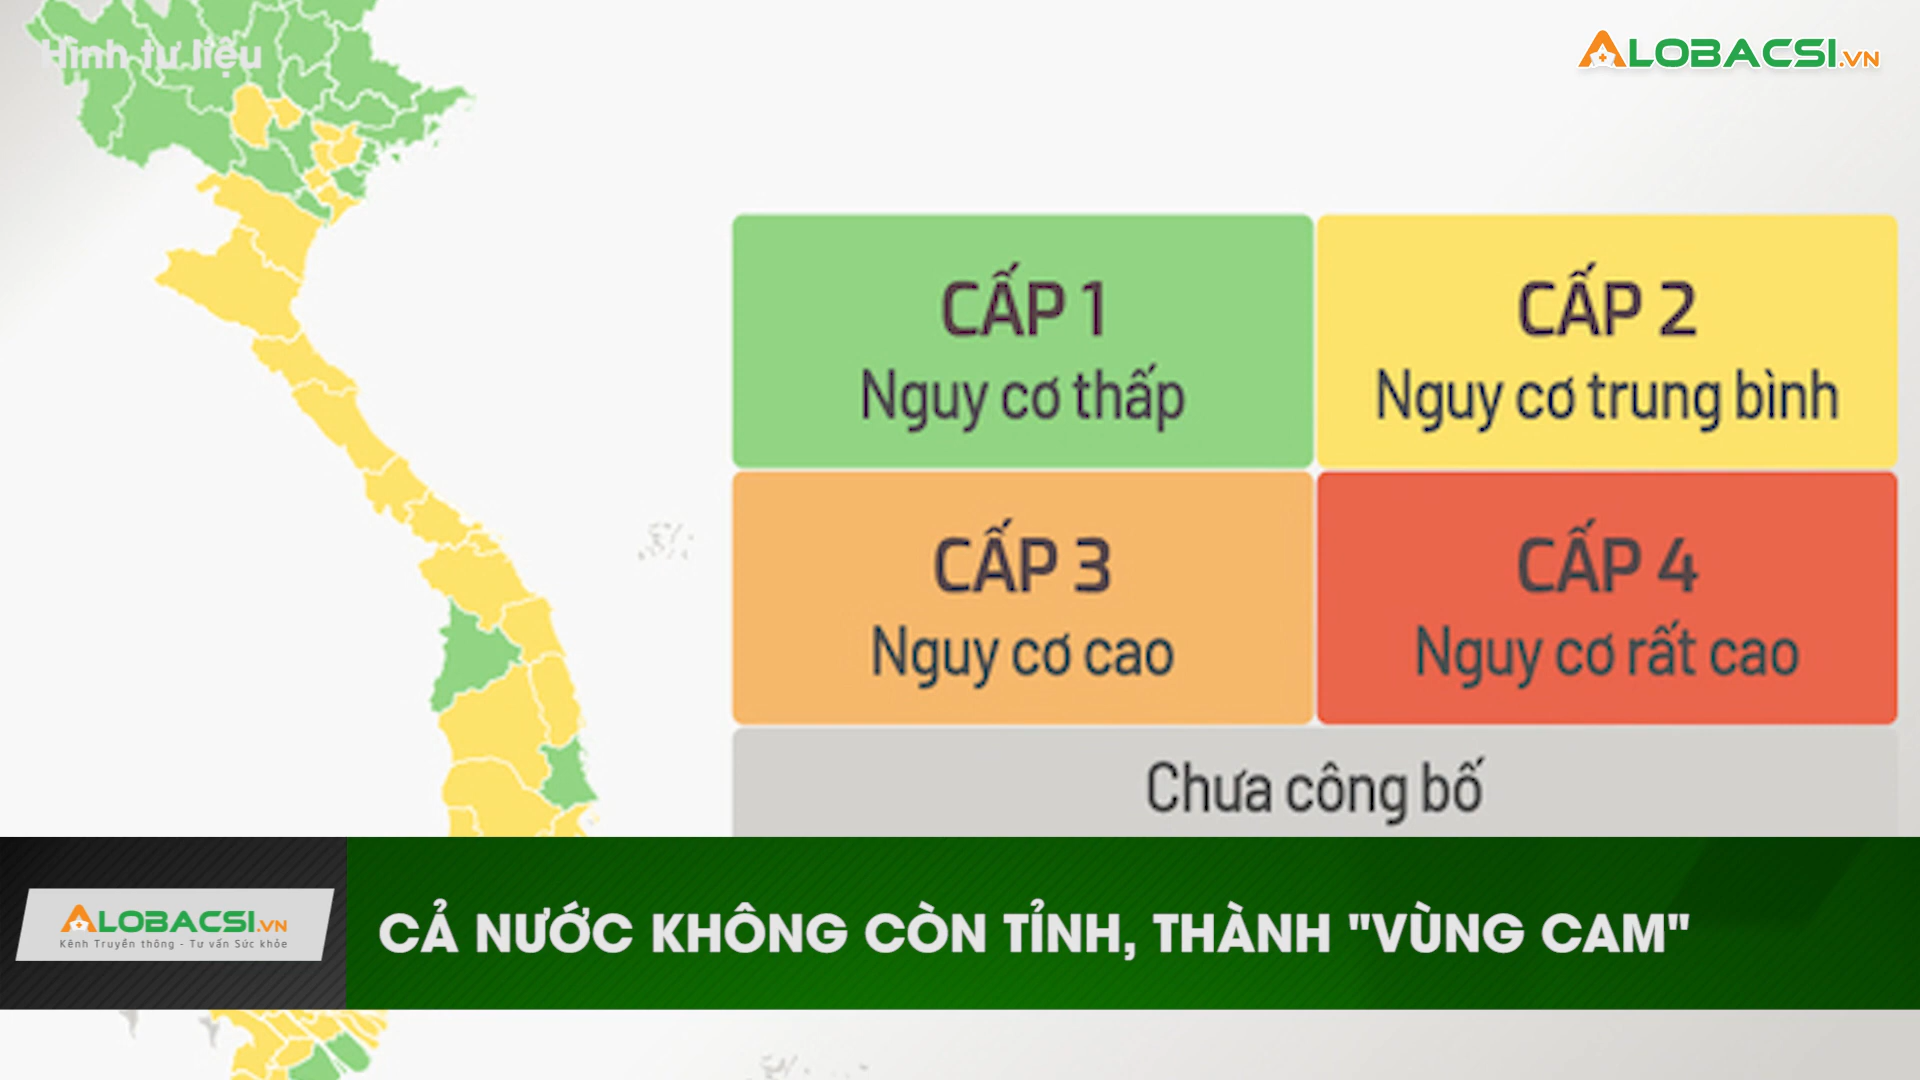 Hình tư liệu
ALOBACSI.VN
CẤP 1
Nguy cơ thấp
CẤP 2
Nguy cơ trung bình
CẤP 3
Nguy cơ cao
CẤP 4
Nguy cơ rất cao
Chưa công bố
ALOBACSI.VN
Kênh Truyền thông - Tư vấn Sức khỏe
CẢ NƯỚC KHÔNG CÒN TỈNH, THÀNH "VÙNG CAM"